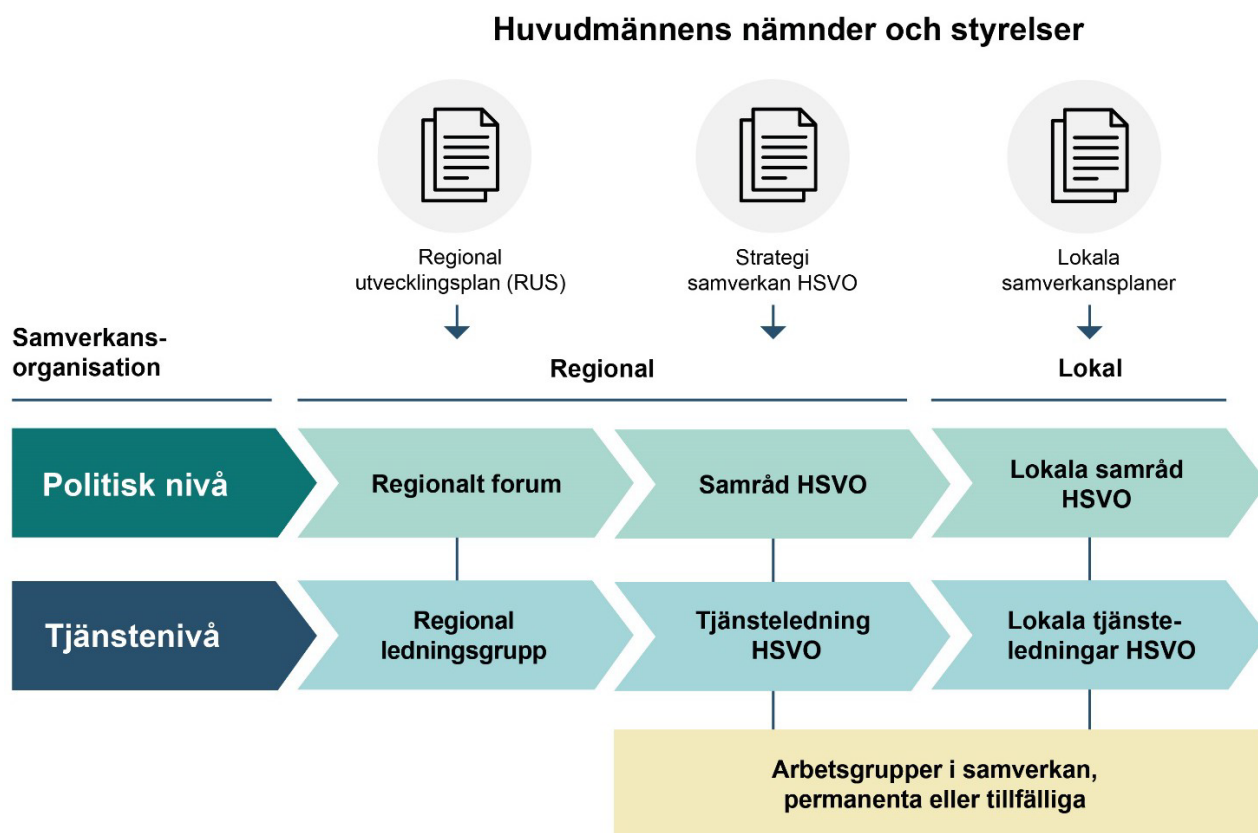 Huvudmännens nämnder och styrelser
Regional
utvecklingsplan (RUS)
Strategi
samverkan HSVO
Lokala
samverkansplaner
Samverkans-
organisation
Regional
Lokal
Politisk nivå
Regionalt forum
Samråd HSVO
Lokala samråd
HSVO
Tjänstenivå
Regional
ledningsgrupp
Tjänsteledning
HSVO
Lokala tjänste-
ledningar HSVO
Arbetsgrupper i samverkan,
permanenta eller tillfälliga